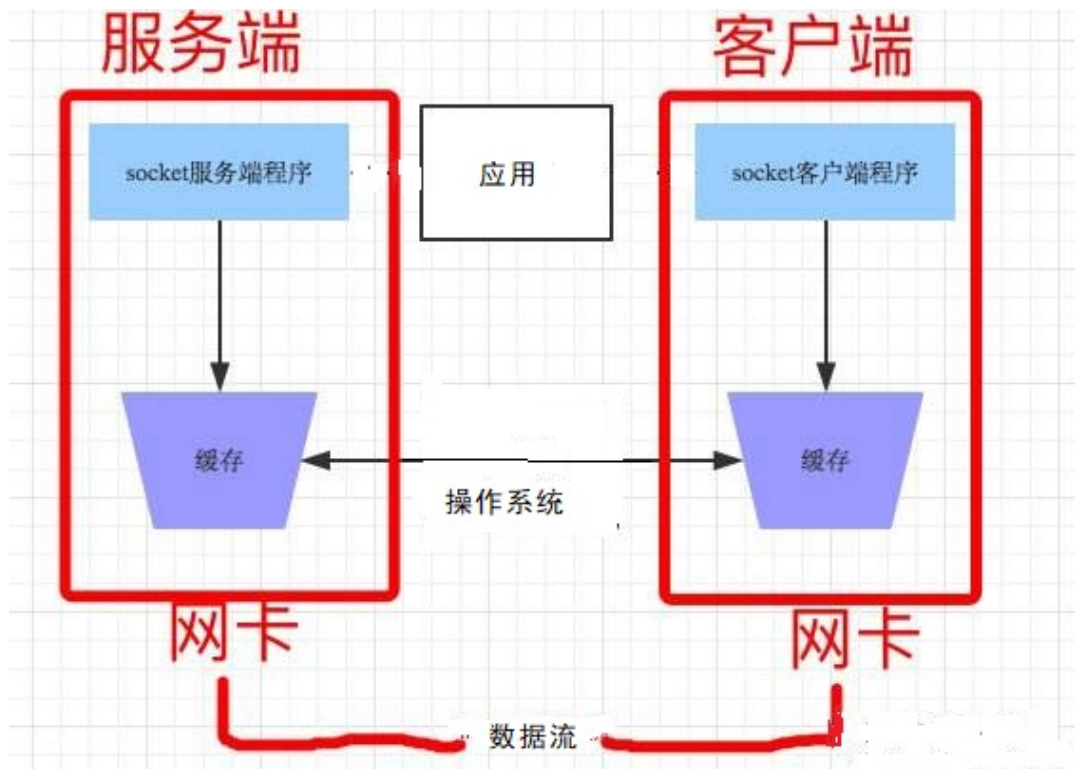 服务端
客户端
socket服务端程序
应用
socket客户端程序
缓存
缓存
操作系统
网卡
网卡
数据流